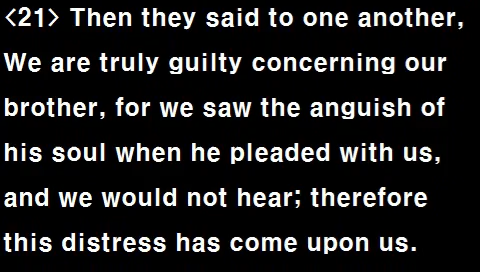 <21> Then they said to one another,
We are truly guilty concerning our
brother, for we saw the anguish of
his soul when he pleaded with us,
and we would not hear; therefore
this distress has come upon us.